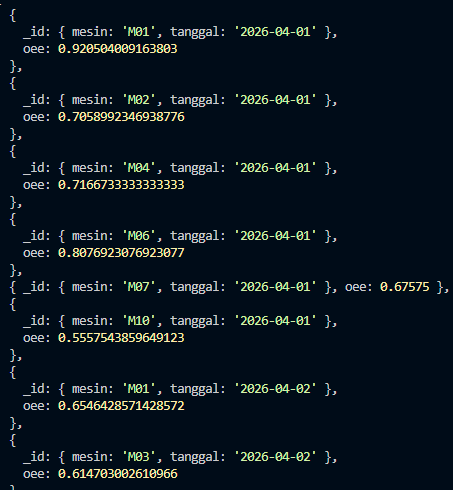 {
_id: { mesin: 'M01', tanggal: '2026-04-01' },
oee: 0.920504009163803
},
{
_id: { mesin: 'M02', tanggal: '2026-04-01' },
oee: 0.7058992346938776
},
{
_id: { mesin: 'M04', tanggal: '2026-04-01' },
oee: 0.7166733333333333
},
{
_id: { mesin: 'M06', tanggal: '2026-04-01' },
oee: 0.8076923076923077
},
{ _id: { mesin: 'M07', tanggal: '2026-04-01' }, oee: 0.67575 },
{
_id: { mesin: 'M10', tanggal: '2026-04-01' },
oee: 0.5557543859649123
},
{
_id: { mesin: 'M01', tanggal: '2026-04-02' },
oee: 0.6546428571428572
},
{
_id: { mesin: 'M03', tanggal: '2026-04-02' },
oee: 0.614703002610966